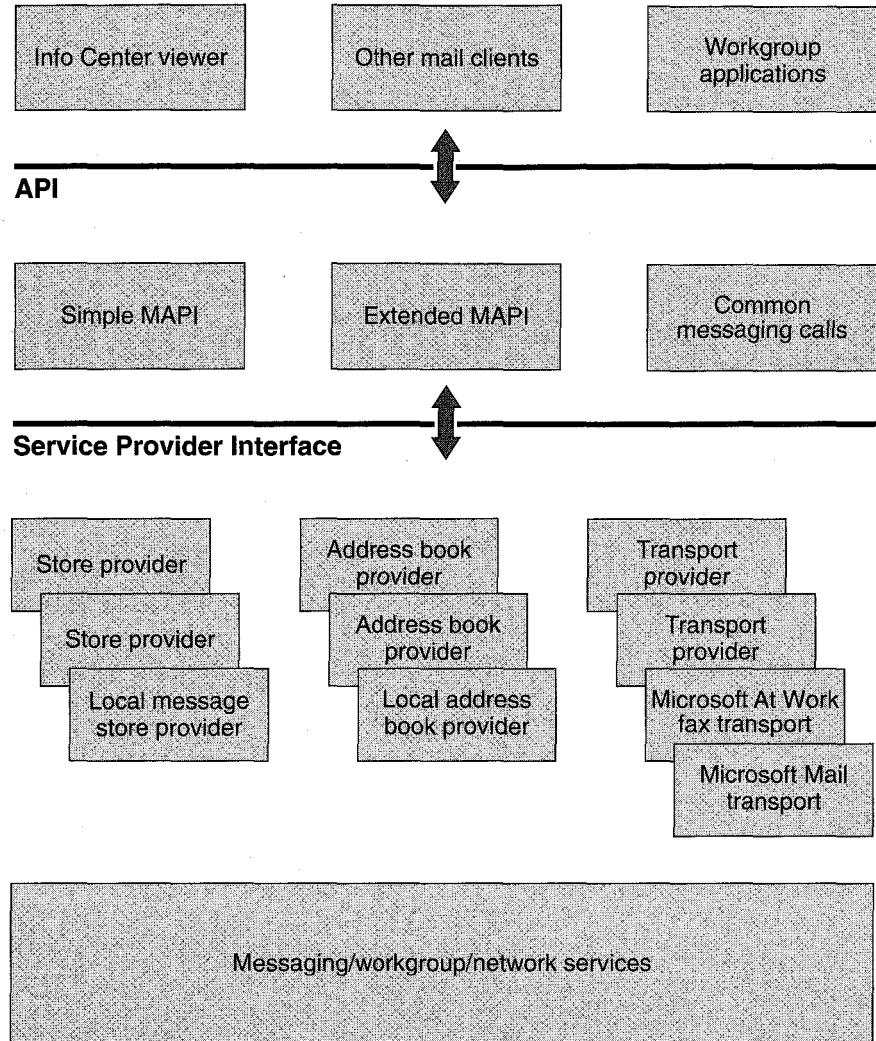 Info Center viewer
Other mail clients
Workgroup
applications
API
Simple MAPI
Extended MAPI
Common
messaging calls
Service Provider Interface
Store provider
Store provider
Local message
store provider
Address book
provider
Address book
provider
Local address
book provider
Transport
provider
Transport
provider
Microsoft At Work
fax transport
Microsoft Mail
transport
Messaging/workgroup/network services